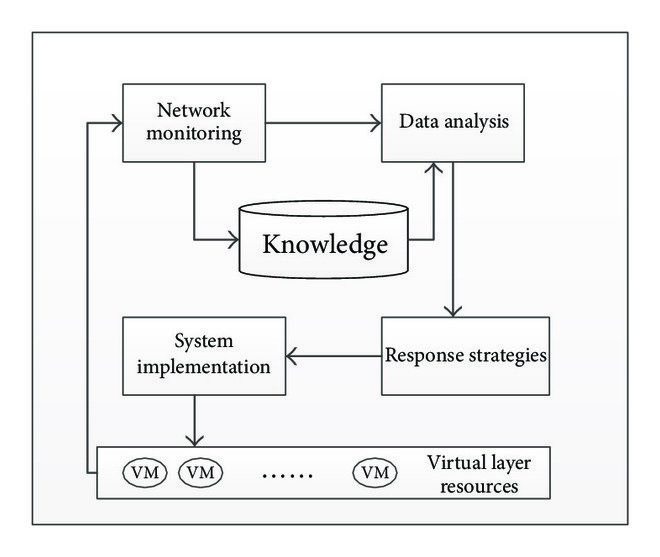 Network
monitoring
Data analysis
Knowledge
System
implementation
Response strategies
VM
VM
......
VM
Virtual layer
resources